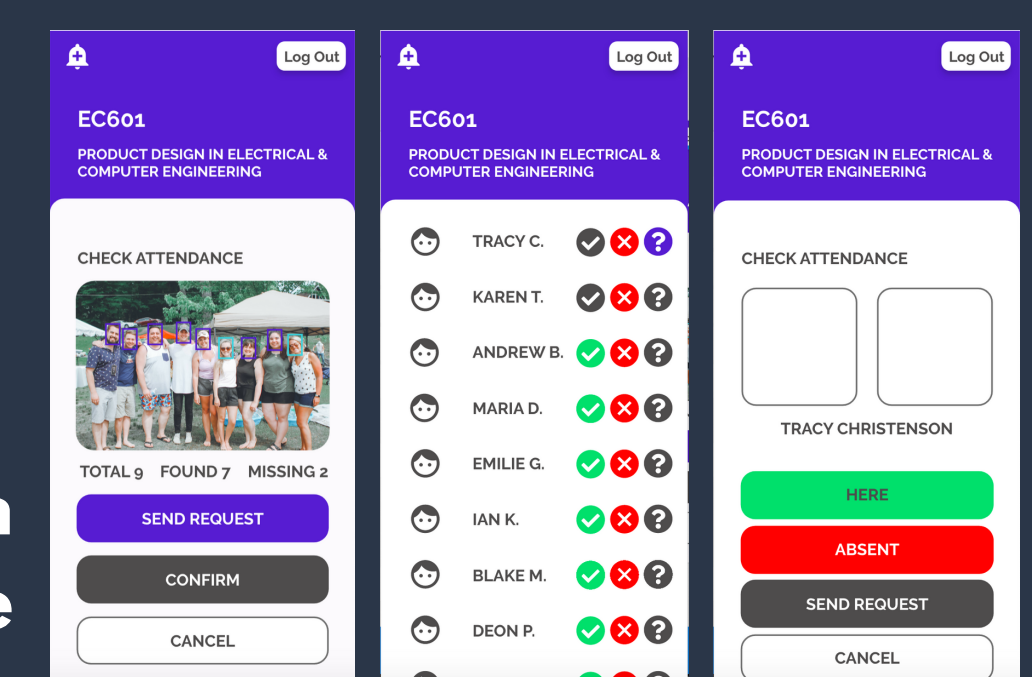 Log Out
EC601
PRODUCT DESIGN IN ELECTRICAL &
COMPUTER ENGINEERING
CHECK ATTENDANCE
TOTAL 9 FOUND 7 MISSING 2
SEND REQUEST
CONFIRM
CANCEL
Log Out
EC601
PRODUCT DESIGN IN ELECTRICAL &
COMPUTER ENGINEERING
TRACY C.
KAREN T.
ANDREW B.
MARIA D.
EMILIE G.
IAN K.
BLAKE M.
DEON P.
Log Out
EC601
PRODUCT DESIGN IN ELECTRICAL &
COMPUTER ENGINEERING
CHECK ATTENDANCE
TRACY CHRISTENSON
HERE
ABSENT
SEND REQUEST
CANCEL